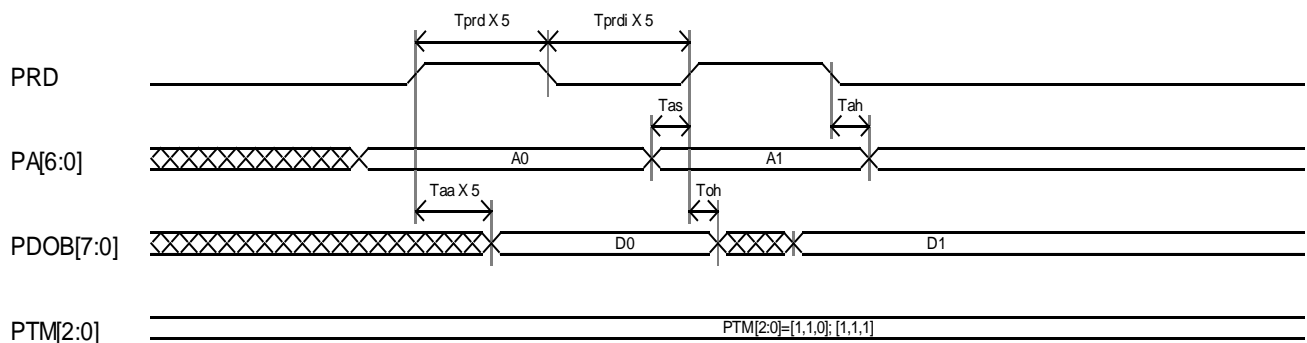 Tprd X 5 Tprdi X 5
PRD
Tas Tah
PA[6:0] A0 A1
Taa X 5 Toh
PDOB[7:0] D0 D1
PTM[2:0] PTM[2:0]=[1,1,0]; [1,1,1]